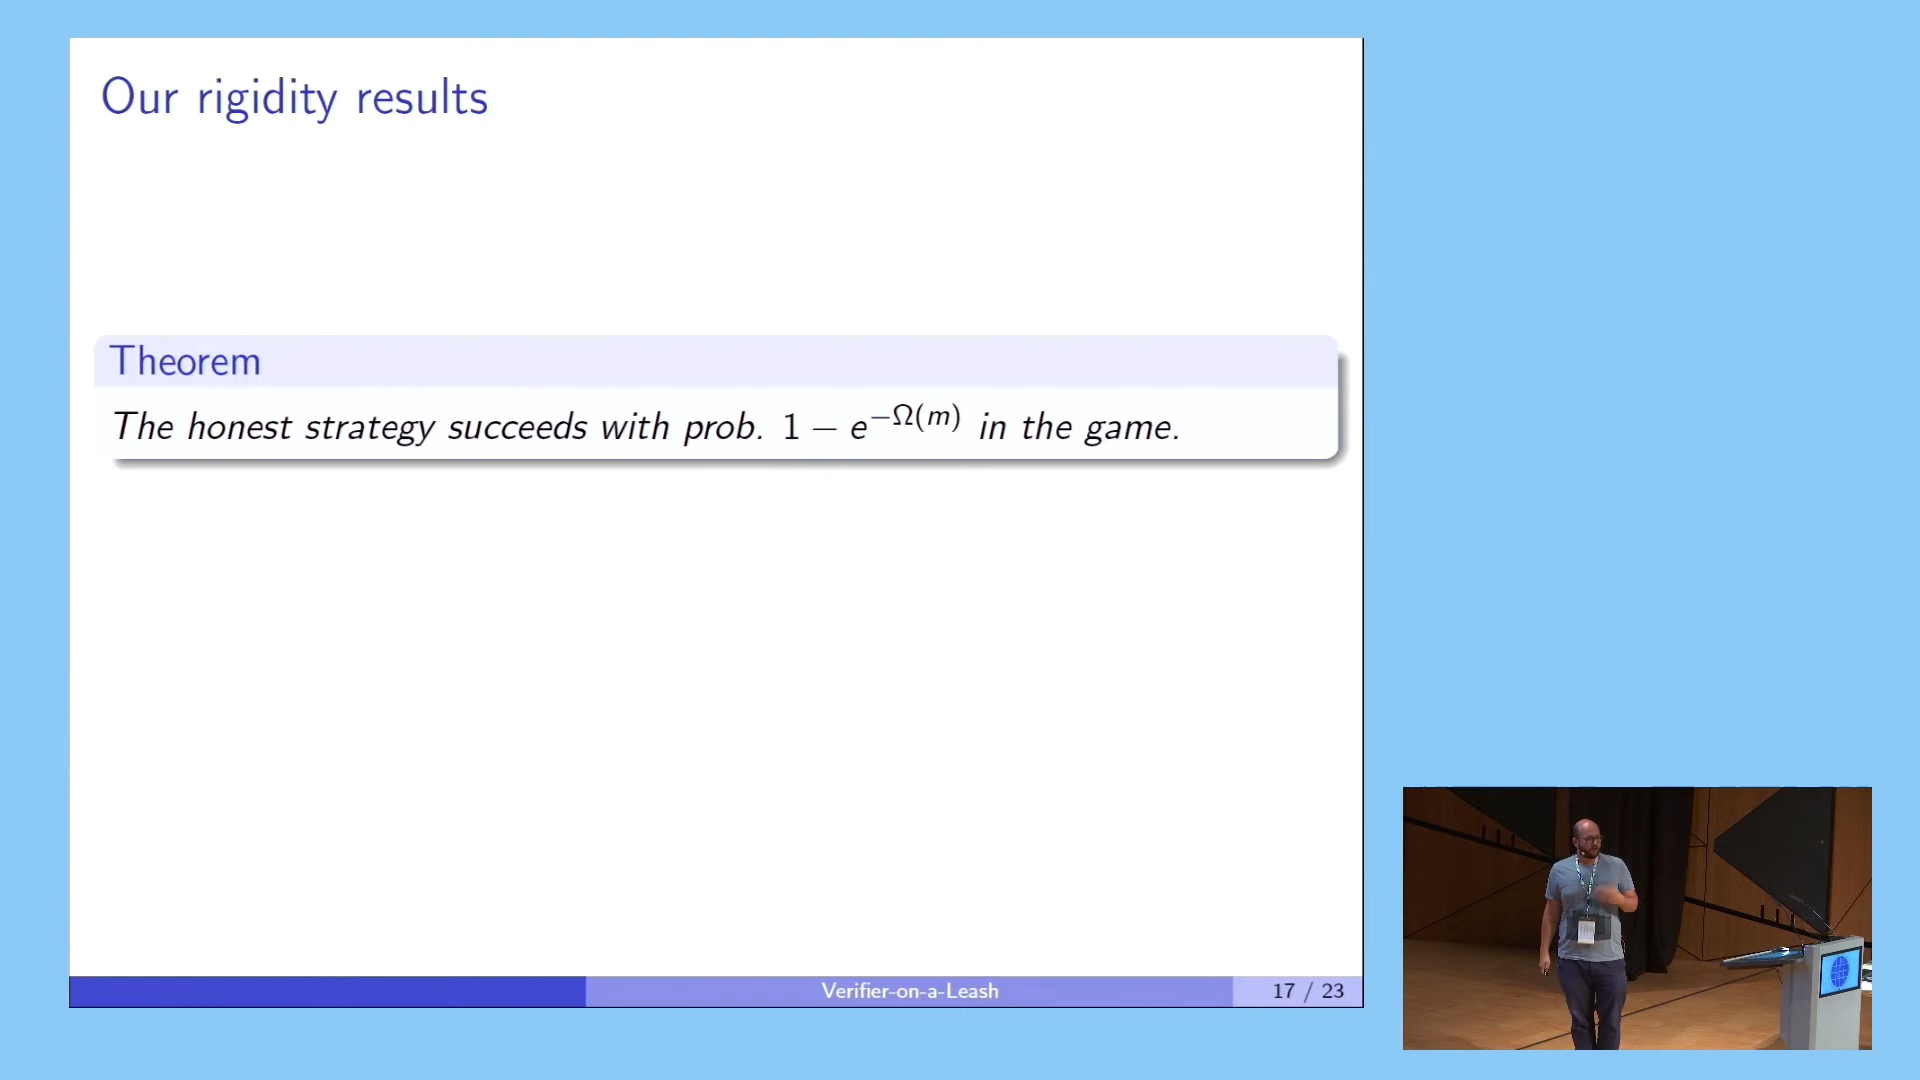 Our rigidity results
Theorem
The honest strategy succeeds with prob. 1 − e^{−Ω(m)} in the game.
Verifier-on-a-Leash
17 / 23